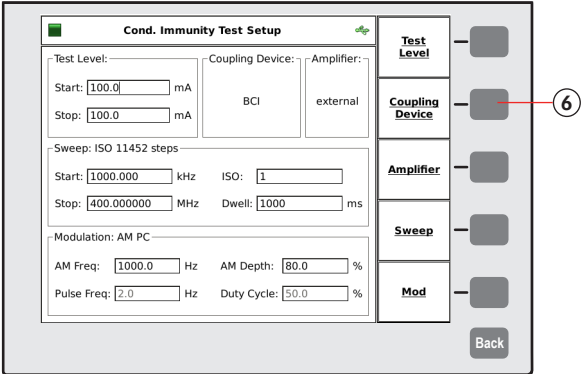 Cond. Immunity Test Setup
Test Level:
Start: 100.0 mA
Stop: 100.0 mA
Coupling Device:
BCI
Amplifier:
external
Sweep: ISO 11452 steps
Start: 1000.000 kHz ISO: 1
Stop: 400.000000 MHz Dwell: 1000 ms
Modulation: AM PC
AM Freq: 1000.0 Hz AM Depth: 80.0 %
Pulse Freq: 2.0 Hz Duty Cycle: 50.0 %
Test
Level
Coupling
Device
Amplifier
Sweep
Mod
6
Back